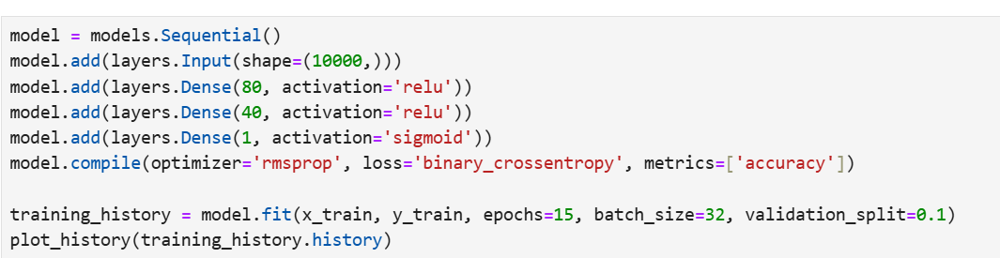 model = models.Sequential()
model.add(layers.Input(shape=(10000,)))
model.add(layers.Dense(80, activation='relu'))
model.add(layers.Dense(40, activation='relu'))
model.add(layers.Dense(1, activation='sigmoid'))
model.compile(optimizer='rmsprop', loss='binary_crossentropy', metrics=['accuracy'])
training_history = model.fit(x_train, y_train, epochs=15, batch_size=32, validation_split=0.1)
plot_history(training_history.history)